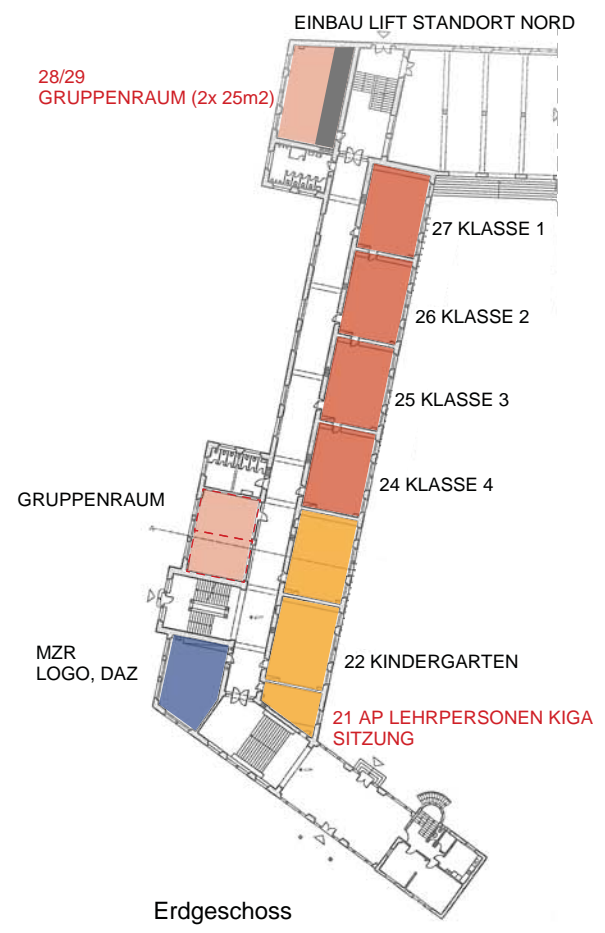 EINBAU LIFT STANDORT NORD
28/29
GRUPPENRAUM (2x 25m2)
27 KLASSE 1
26 KLASSE 2
25 KLASSE 3
24 KLASSE 4
GRUPPENRAUM
MZR
LOGO, DAZ
22 KINDERGARTEN
21 AP LEHRPERSONEN KIGA
SITZUNG
Erdgeschoss